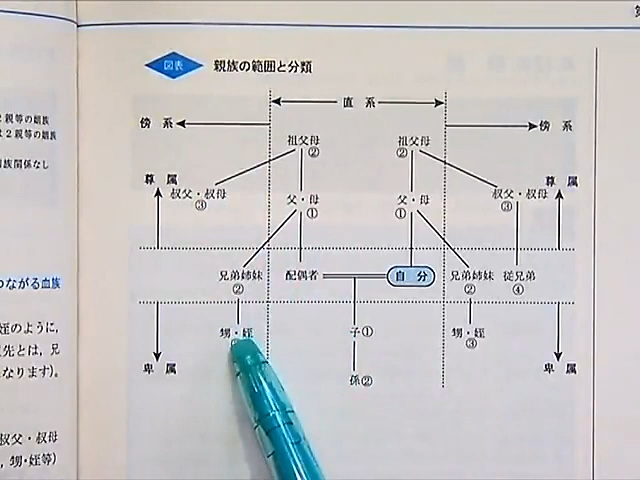 第
図表 親族の範囲と分類
直系
傍系 傍系
祖父母 祖父母
② ②
尊属 尊属
叔父・叔母 叔父・叔母
③ ③
父・母 父・母
① ①
兄弟姉妹 配偶者 自分 兄弟姉妹 従兄弟
② ② ④
甥・姪 子① 甥・姪
③
卑属 卑属
孫②
2親等の姻族
は2親等の姻族
族関係なし
つながる血族
姪のように,
先とは, 兄
なります)。
叔父・叔母
, 甥・姪等)